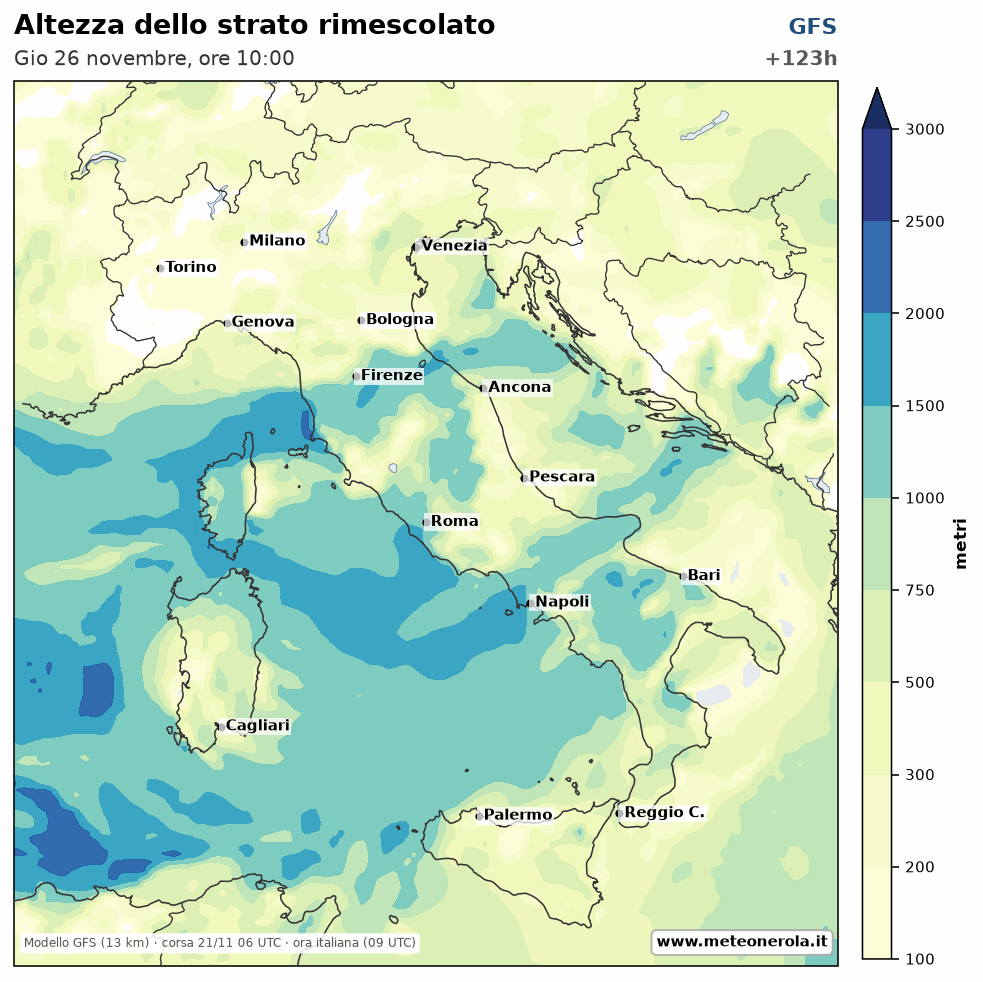 Altezza dello strato rimescolato
GFS
Gio 26 novembre, ore 10:00
+123h
Milano
Venezia
Torino
Genova
Bologna
Firenze
Ancona
Pescara
Roma
Bari
Napoli
Cagliari
Palermo
Reggio C.
3000
2500
2000
1500
1000
750
500
300
200
100
metri
Modello GFS (13 km) · corsa 21/11 06 UTC · ora italiana (09 UTC)
www.meteonerola.it